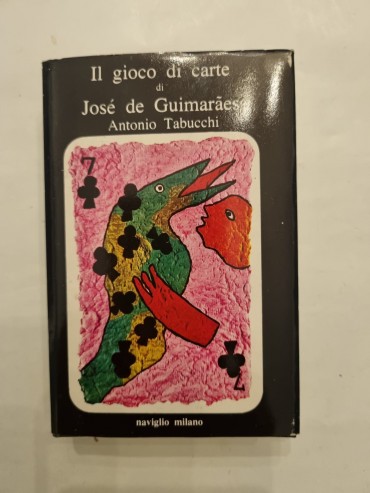 Il gioco di carte
di
José de Guimarães
Antonio Tabucchi
7
7
naviglio milano